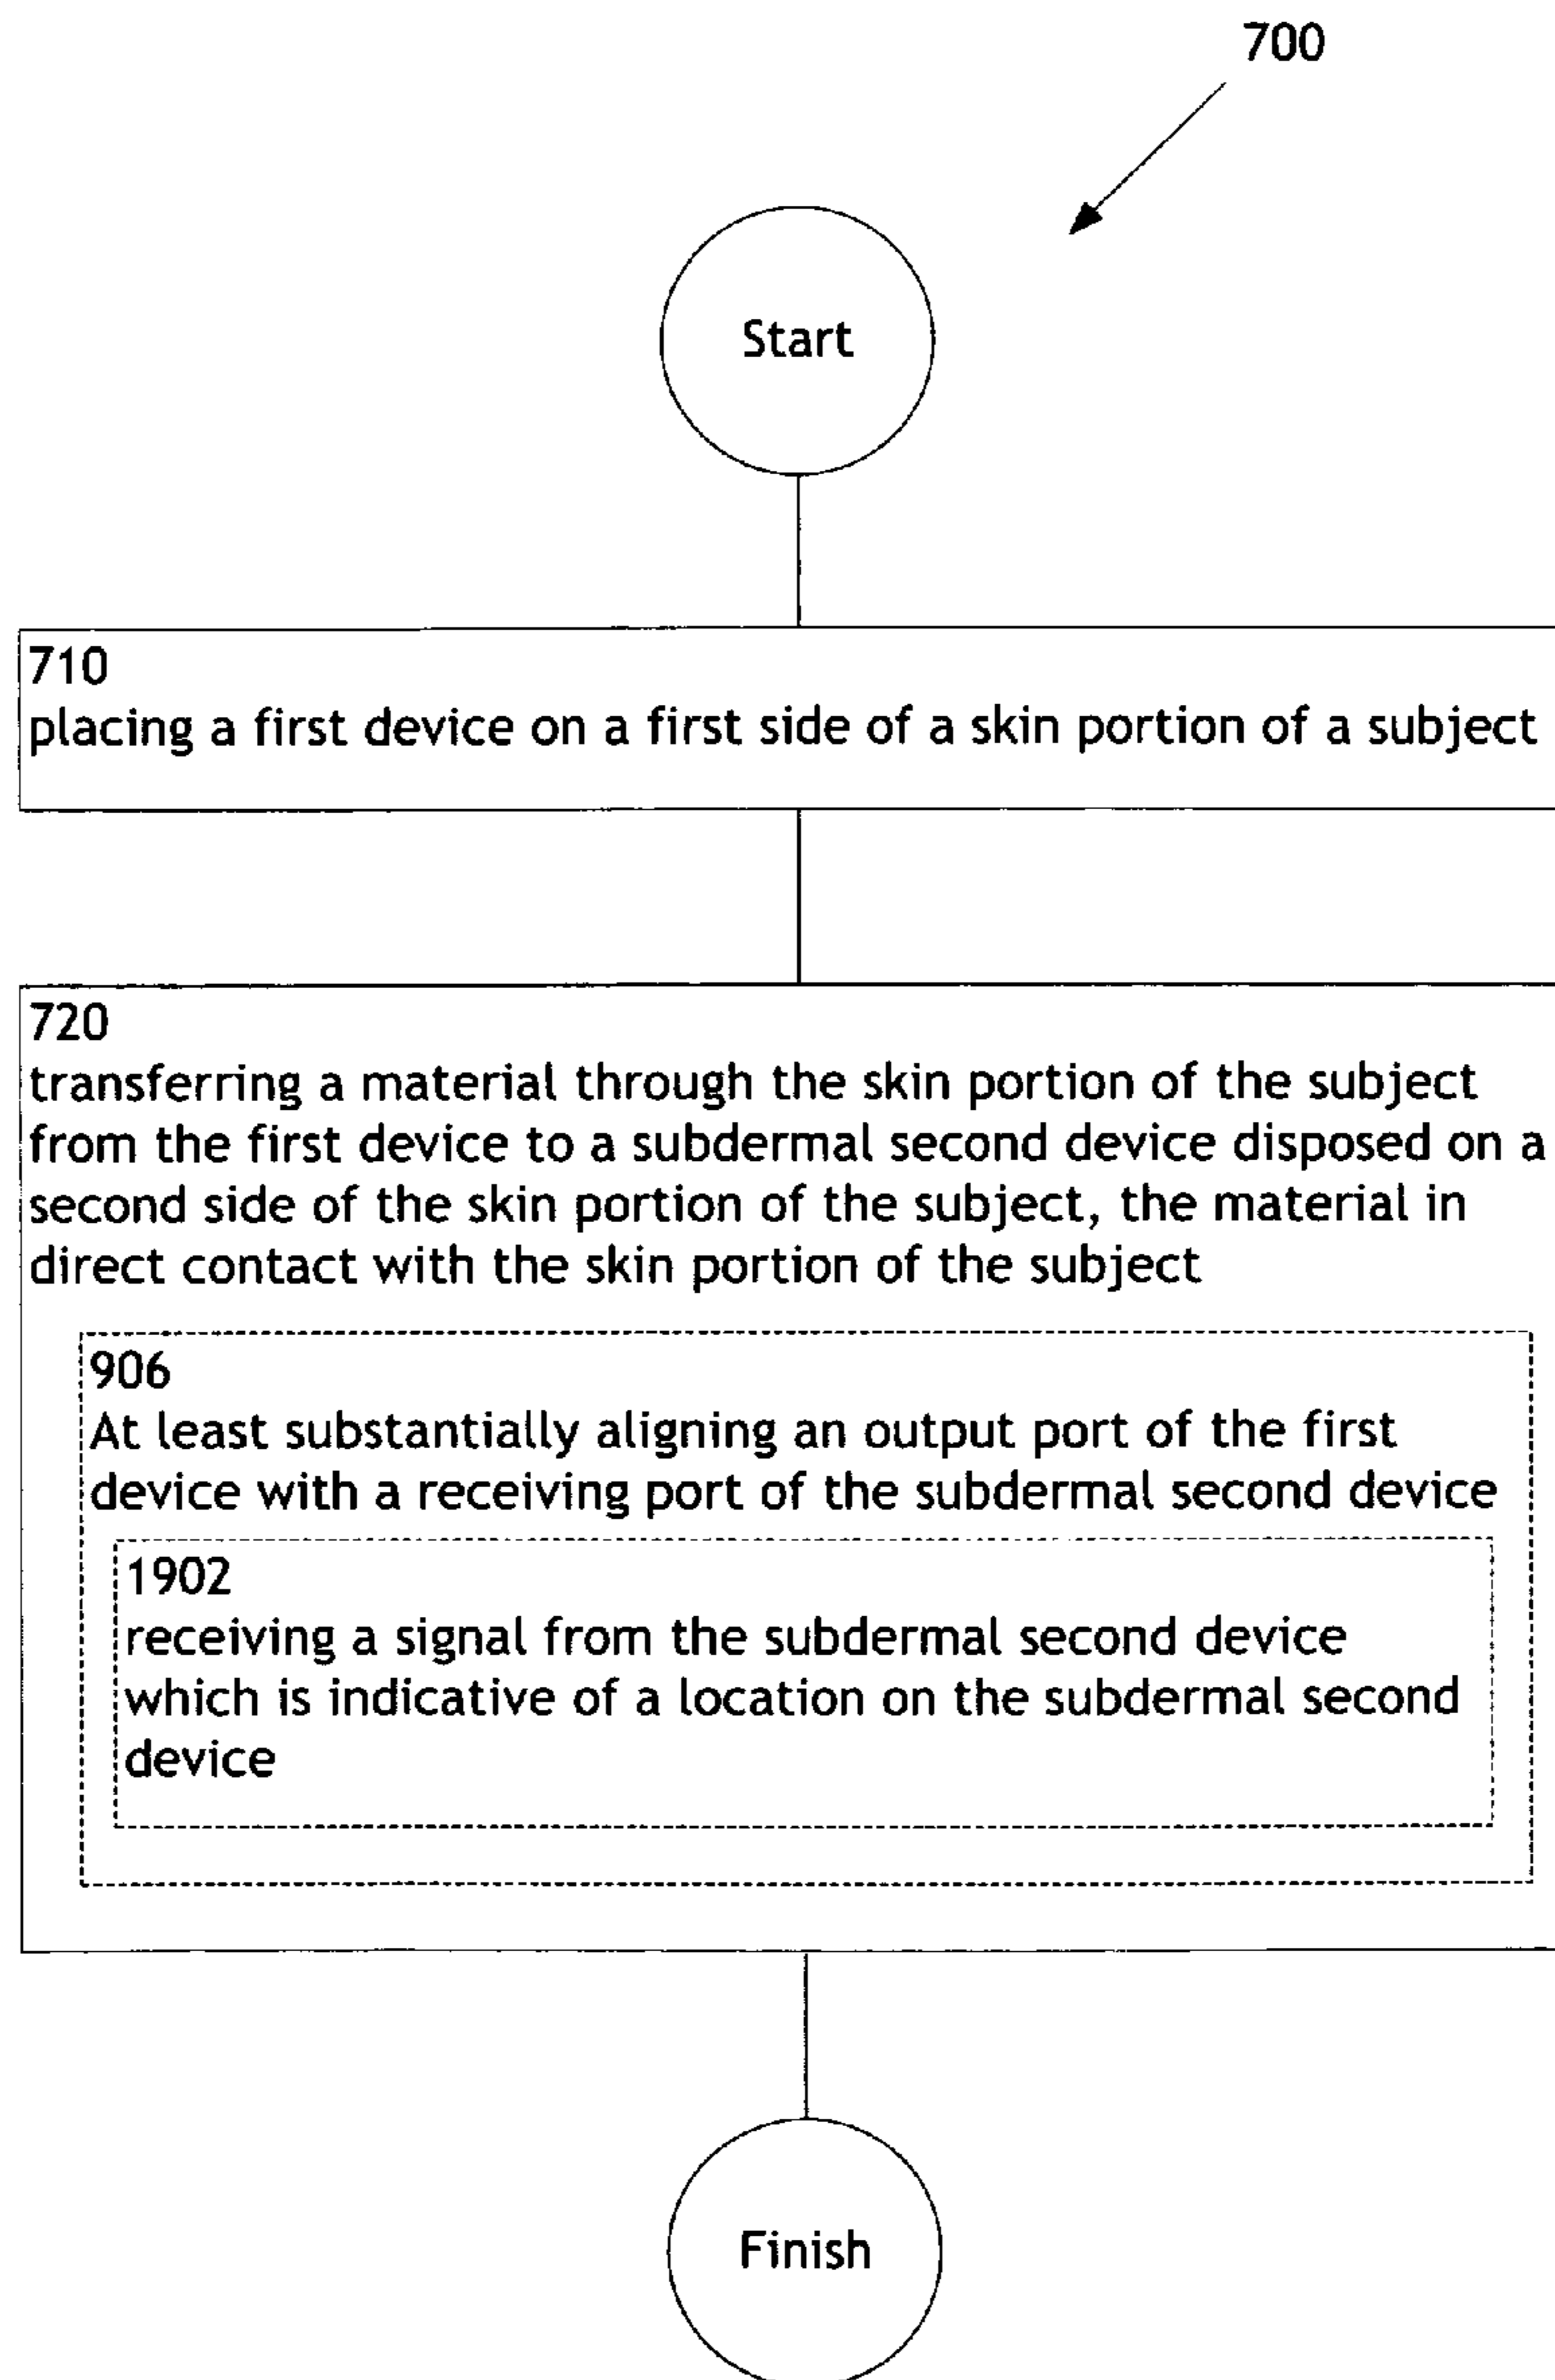 700
Start
710
placing a first device on a first side of a skin portion of a subject
720
transferring a material through the skin portion of the subject
from the first device to a subdermal second device disposed on a
second side of the skin portion of the subject, the material in
direct contact with the skin portion of the subject
906
At least substantially aligning an output port of the first
device with a receiving port of the subdermal second device
1902
receiving a signal from the subdermal second device
which is indicative of a location on the subdermal second
device
Finish